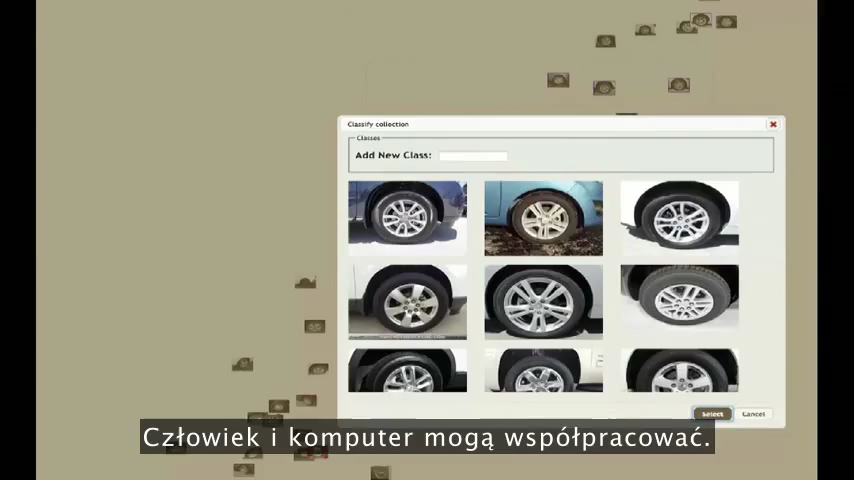 Classify collection
Classes
Add New Class:
Select Cancel
Człowiek i komputer mogą współpracować.